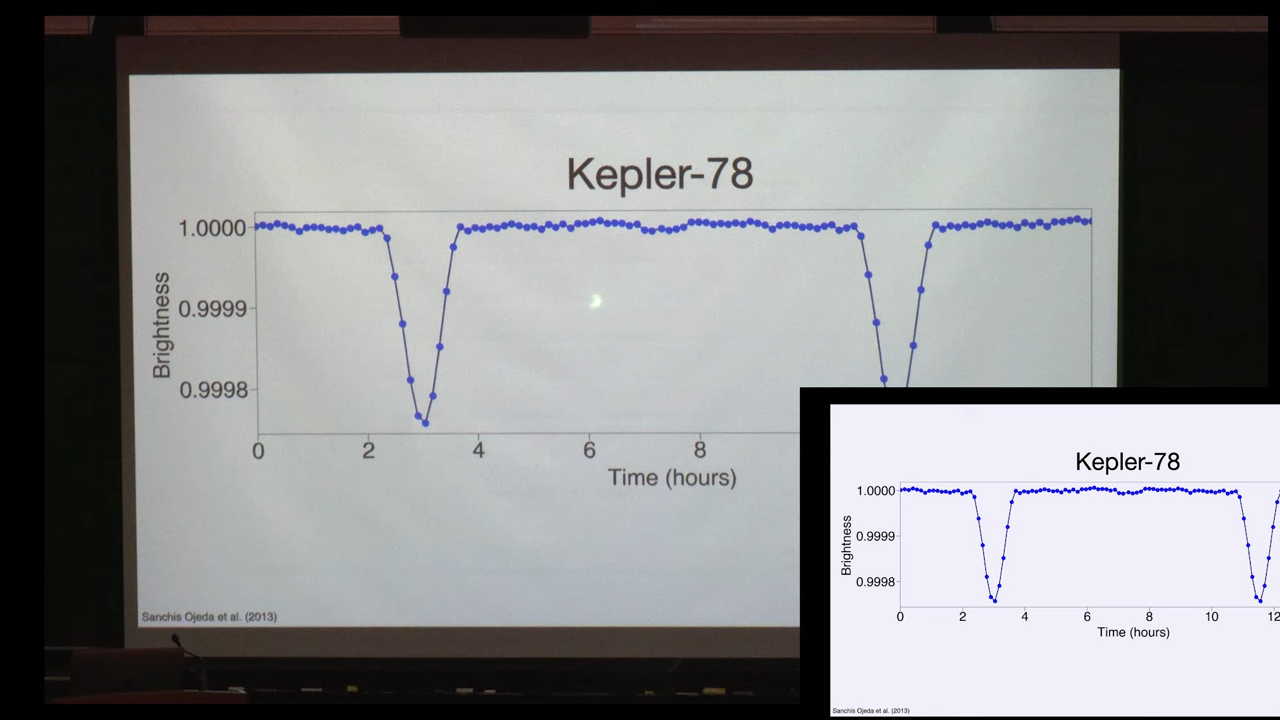 Kepler-78
1.0000
0.9999
0.9998
Brightness
0 2 4 6 8
Time (hours)
Sanchis Ojeda et al. (2013)
Kepler-78
1.0000
0.9999
0.9998
Brightness
0 2 4 6 8 10 12
Time (hours)
Sanchis Ojeda et al. (2013)